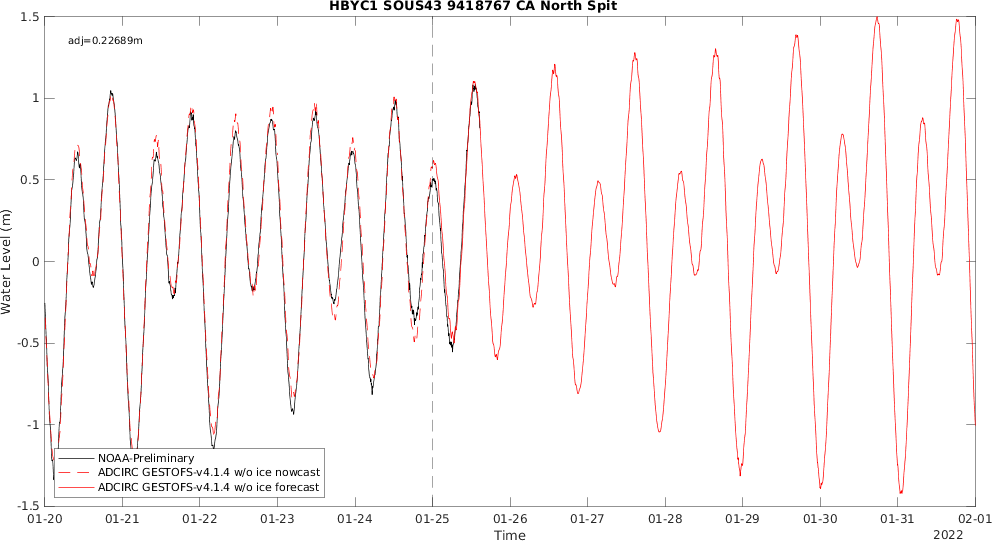 HBYC1 SOUS43 9418767 CA North Spit
adj=0.22689m
1.5
1
0.5
0
-0.5
-1
-1.5
Water Level (m)
NOAA-Preliminary
ADCIRC GESTOFS-v4.1.4 w/o ice nowcast
ADCIRC GESTOFS-v4.1.4 w/o ice forecast
01-20 01-21 01-22 01-23 01-24 01-25 01-26 01-27 01-28 01-29 01-30 01-31 02-01
Time
2022